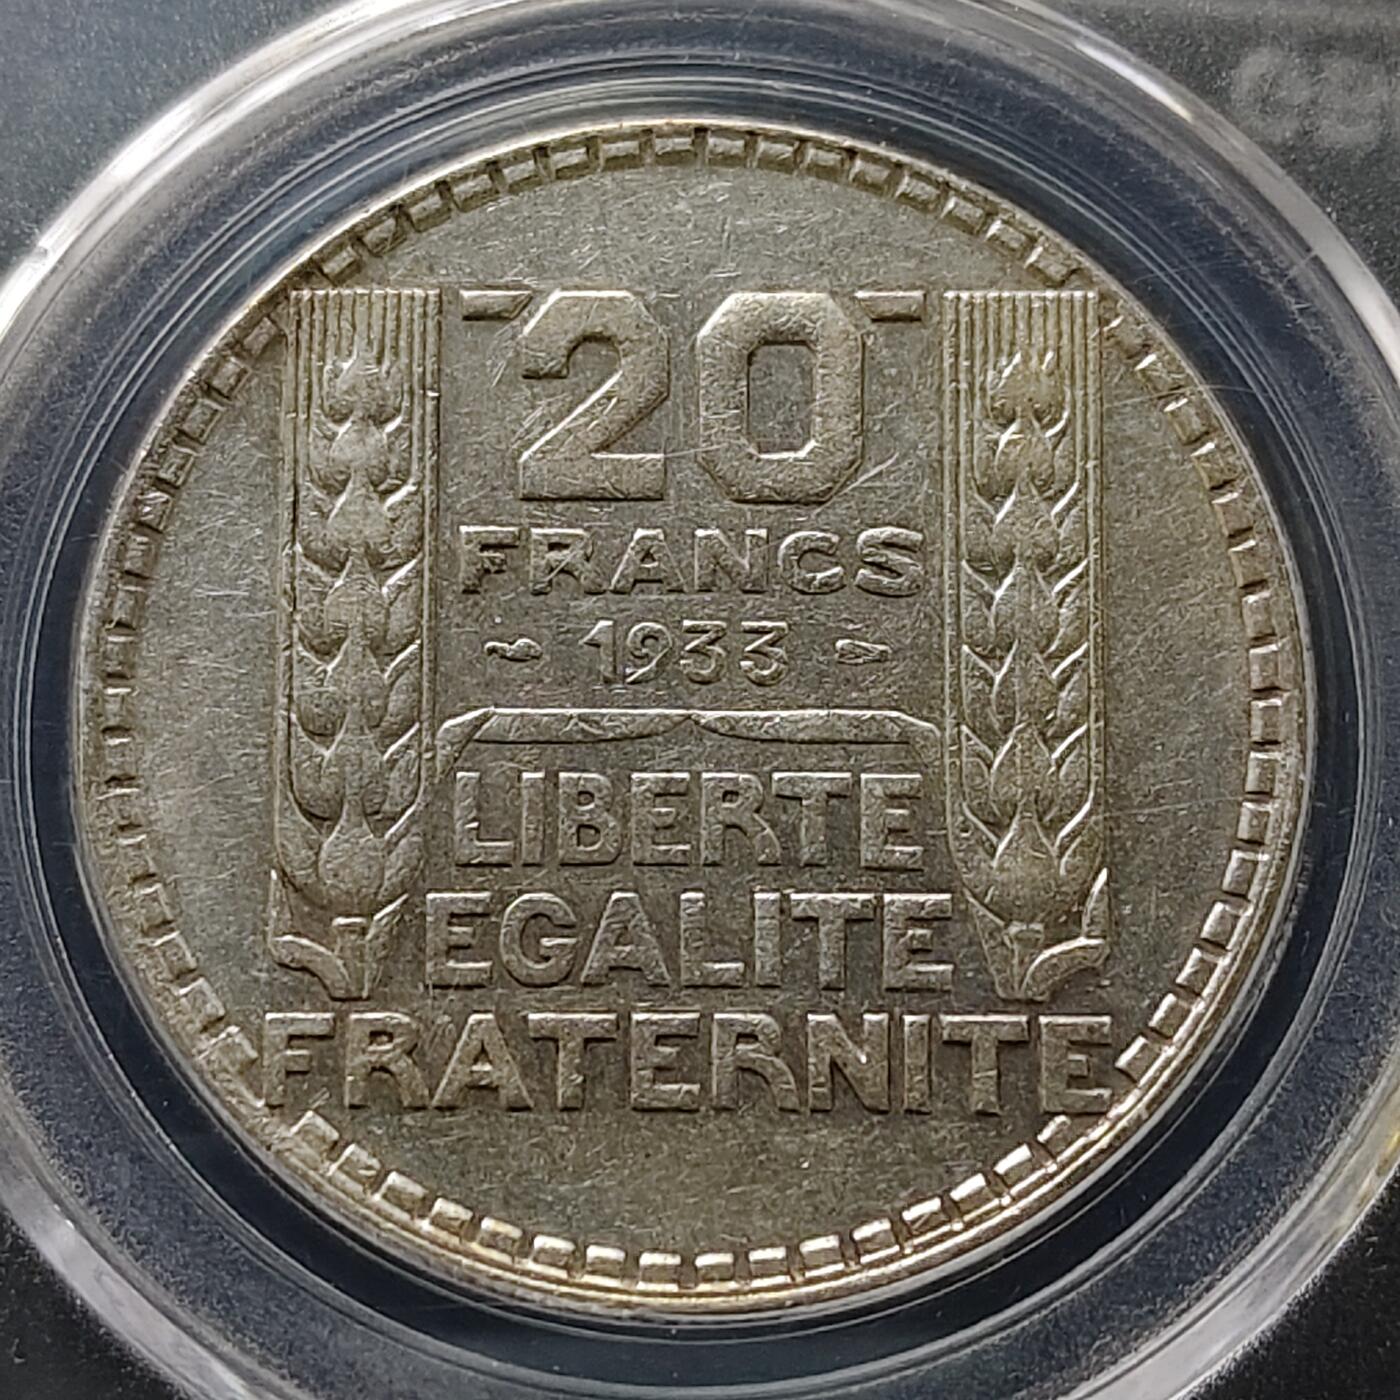 20
FRANCS
1933
LIBERTE
EGALITE
FRATERNITE